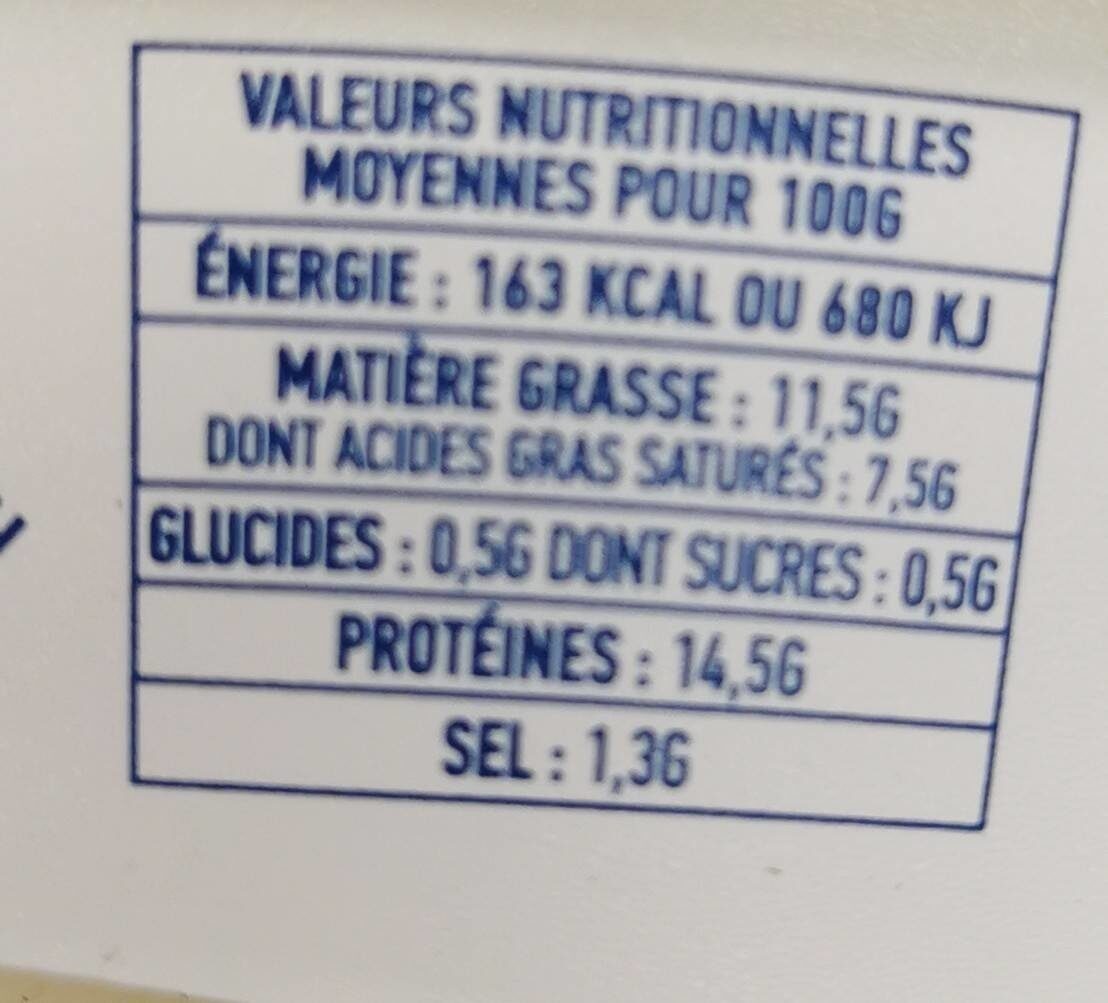 VALEURS NUTRITIONNELLES
MOYENNES POUR 100G
ÉNERGIE : 163 KCAL OU 680 KJ
MATIÈRE GRASSE : 11,5G
DONT ACIDES GRAS SATURÉS : 7,5G
GLUCIDES : 0,5G DONT SUCRES : 0,5G
PROTÉINES : 14,5G
SEL : 1,3G